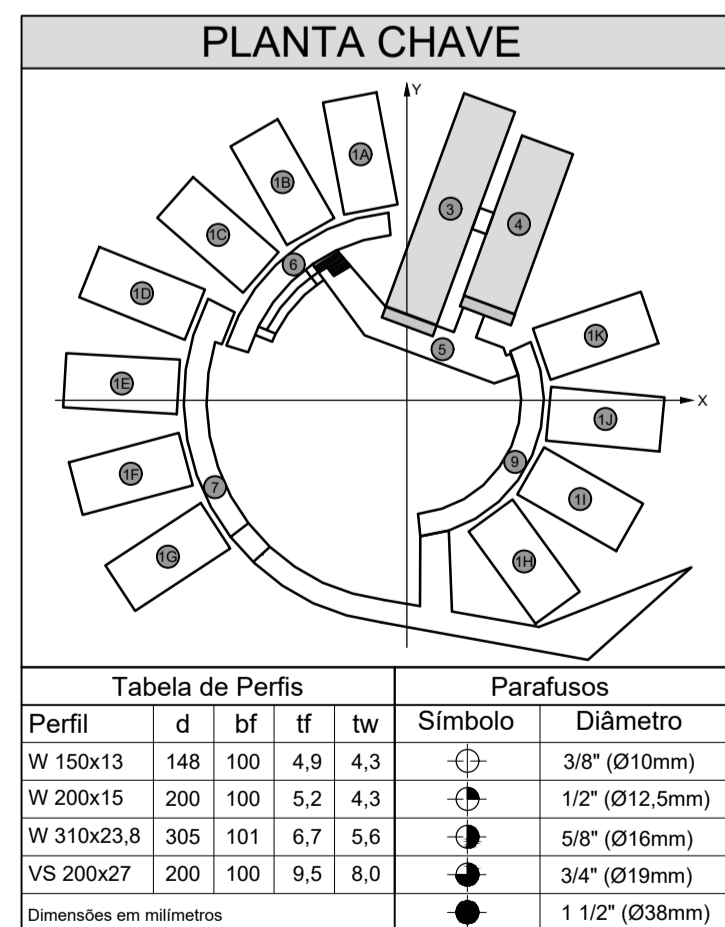 PLANTA CHAVE
Y
1A
1B
3
4
1C
6
1D
1K
5
1E
X
1J
9
1F
7
1I
1G
1H
Tabela de Perfis
Parafusos
Perfil d bf tf tw
Símbolo Diâmetro
W 150x13 148 100 4,9 4,3
3/8" (Ø10mm)
W 200x15 200 100 5,2 4,3
1/2" (Ø12,5mm)
W 310x23,8 305 101 6,7 5,6
5/8" (Ø16mm)
VS 200x27 200 100 9,5 8,0
3/4" (Ø19mm)
Dimensões em milímetros
1 1/2" (Ø38mm)